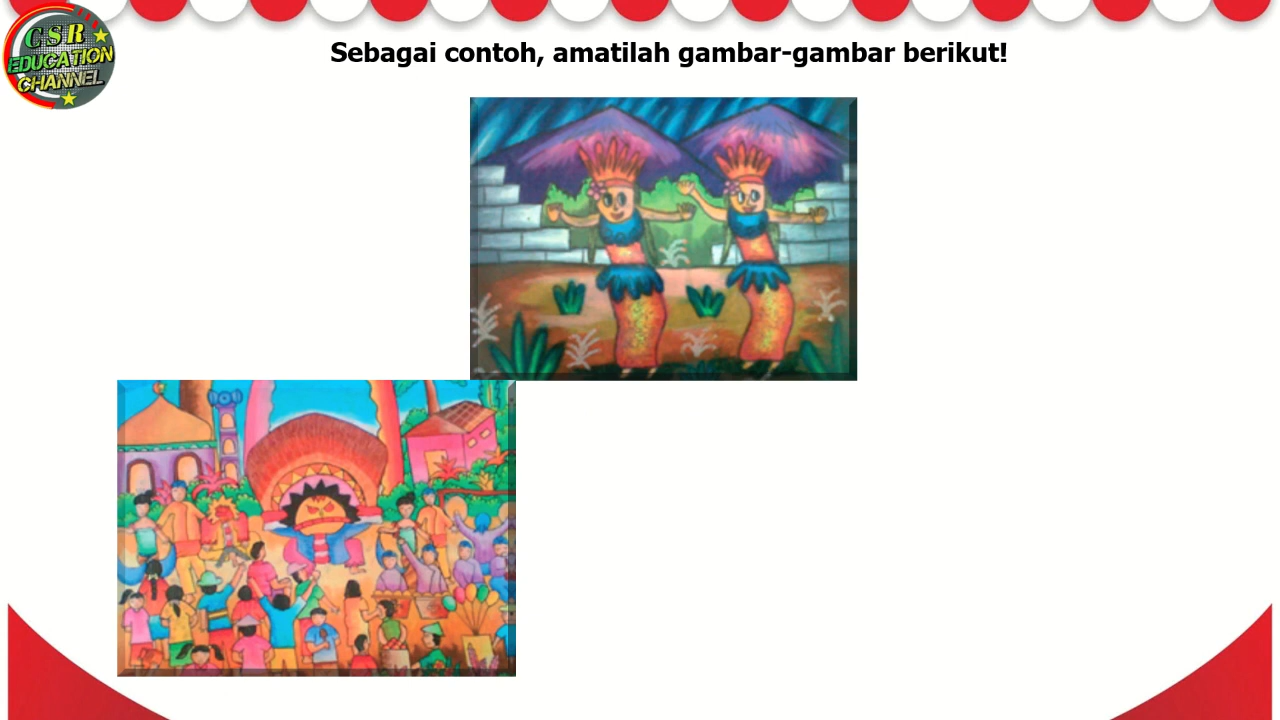 CSR
EDUCATION
CHANNEL
Sebagai contoh, amatilah gambar-gambar berikut!